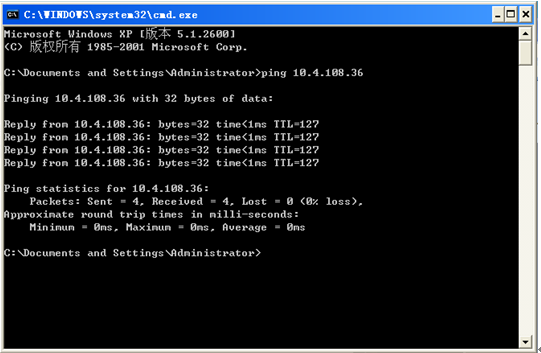 C:\WINDOWS\system32\cmd.exe
Microsoft Windows XP [版本 5.1.2600]
(C) 版权所有 1985-2001 Microsoft Corp.
C:\Documents and Settings\Administrator>ping 10.4.108.36
Pinging 10.4.108.36 with 32 bytes of data:
Reply from 10.4.108.36: bytes=32 time<1ms TTL=127
Reply from 10.4.108.36: bytes=32 time<1ms TTL=127
Reply from 10.4.108.36: bytes=32 time<1ms TTL=127
Reply from 10.4.108.36: bytes=32 time<1ms TTL=127
Ping statistics for 10.4.108.36:
Packets: Sent = 4, Received = 4, Lost = 0 (0% loss),
Approximate round trip times in milli-seconds:
Minimum = 0ms, Maximum = 0ms, Average = 0ms
C:\Documents and Settings\Administrator>